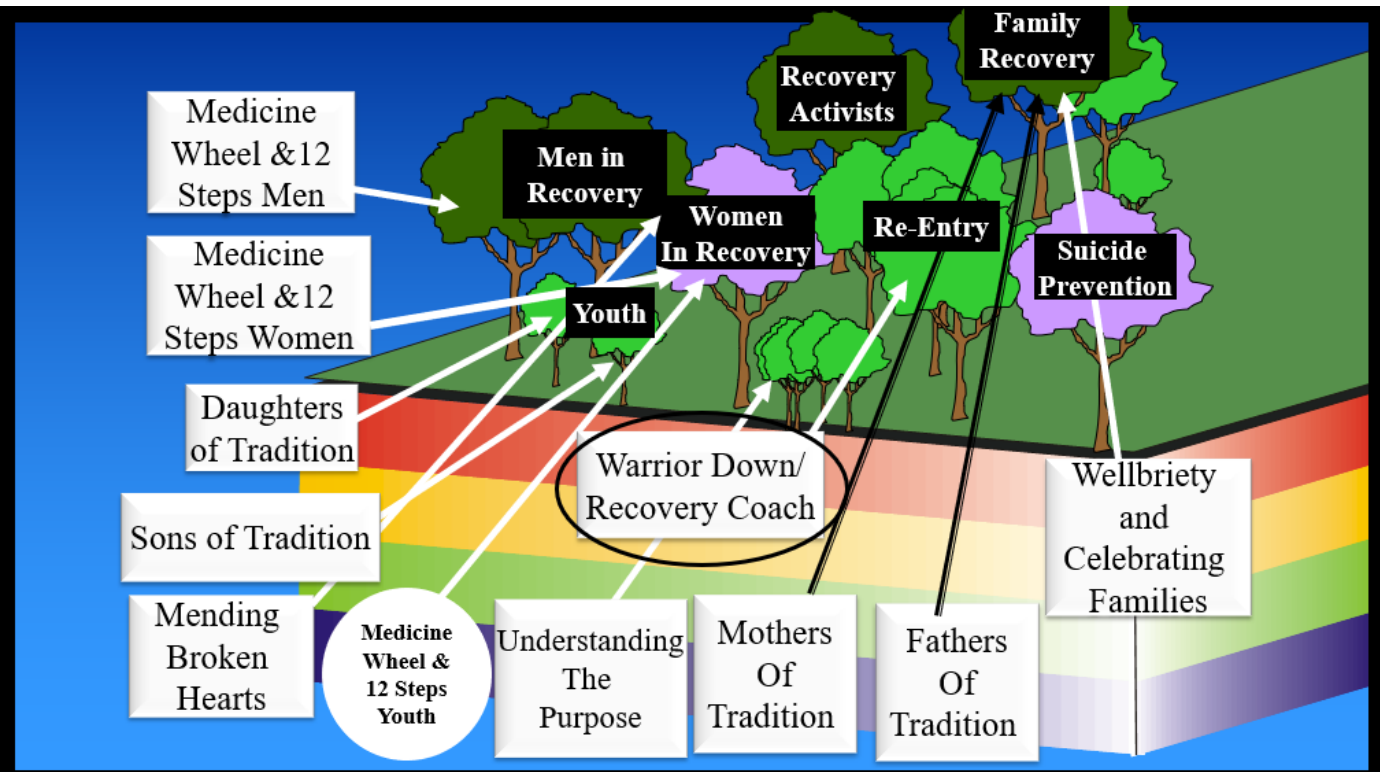 Family
Recovery
Recovery
Activists
Medicine
Wheel &12
Steps Men
Men in
Recovery
Women
In Recovery
Re-Entry
Suicide
Prevention
Medicine
Wheel &12
Steps Women
Youth
Daughters
of Tradition
Warrior Down/
Recovery Coach
Wellbriety
and
Celebrating
Families
Sons of Tradition
Mending
Broken
Hearts
Medicine
Wheel &
12 Steps
Youth
Understanding
The
Purpose
Mothers
Of
Tradition
Fathers
Of
Tradition